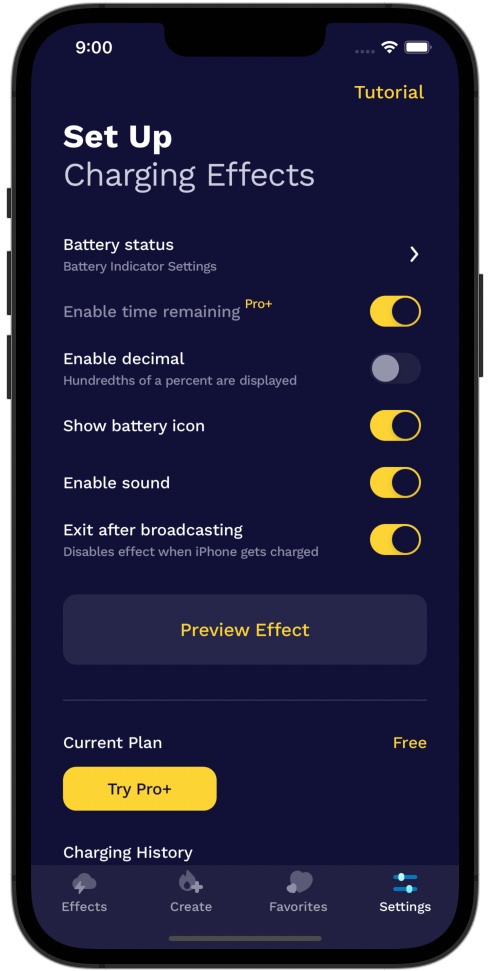 9:00
Tutorial
Set Up
Charging Effects
Battery status
Battery Indicator Settings
Enable time remaining Pro+
Enable decimal
Hundredths of a percent are displayed
Show battery icon
Enable sound
Exit after broadcasting
Disables effect when iPhone gets charged
Preview Effect
Current Plan Free
Try Pro+
Charging History
Effects Create Favorites Settings